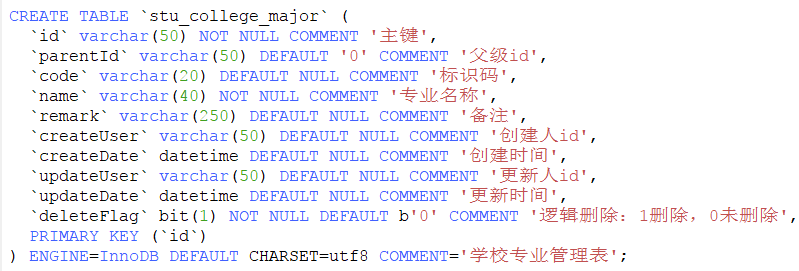 CREATE TABLE `stu_college_major` (
  `id` varchar(50) NOT NULL COMMENT '主键',
  `parentId` varchar(50) DEFAULT '0' COMMENT '父级id',
  `code` varchar(20) DEFAULT NULL COMMENT '标识码',
  `name` varchar(40) NOT NULL COMMENT '专业名称',
  `remark` varchar(250) DEFAULT NULL COMMENT '备注',
  `createUser` varchar(50) DEFAULT NULL COMMENT '创建人id',
  `createDate` datetime DEFAULT NULL COMMENT '创建时间',
  `updateUser` varchar(50) DEFAULT NULL COMMENT '更新人id',
  `updateDate` datetime DEFAULT NULL COMMENT '更新时间',
  `deleteFlag` bit(1) NOT NULL DEFAULT b'0' COMMENT '逻辑删除：1删除，0未删除',
  PRIMARY KEY (`id`)
) ENGINE=InnoDB DEFAULT CHARSET=utf8 COMMENT='学校专业管理表';